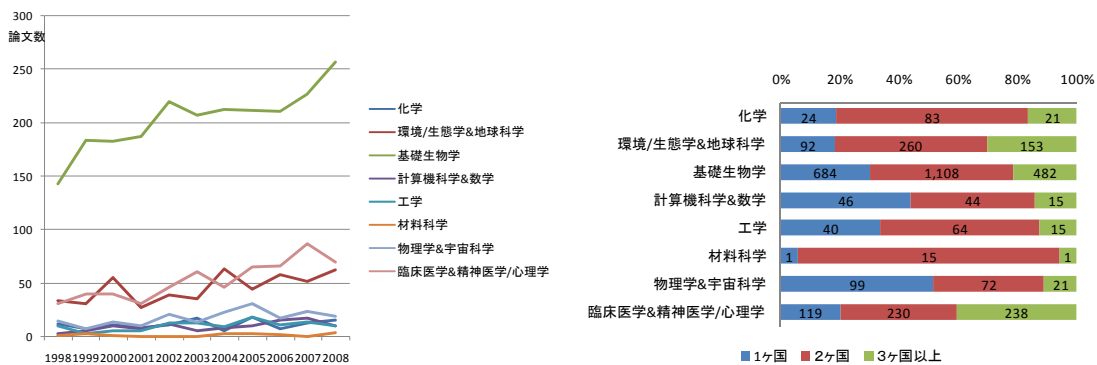 300
論文数
250
200
150
100
50
0
1998 1999 2000 2001 2002 2003 2004 2005 2006 2007 2008
化学
環境/生態学&地球科学
基礎生物学
計算機科学&数学
工学
材料科学
物理学&宇宙科学
臨床医学&精神医学/心理学
0% 20% 40% 60% 80% 100%
化学 24 83 21
環境/生態学&地球科学 92 260 153
基礎生物学 684 1,108 482
計算機科学&数学 46 44 15
工学 40 64 15
材料科学 1 15 1
物理学&宇宙科学 99 72 21
臨床医学&精神医学/心理学 119 230 238
1ヶ国 2ヶ国 3ヶ国以上